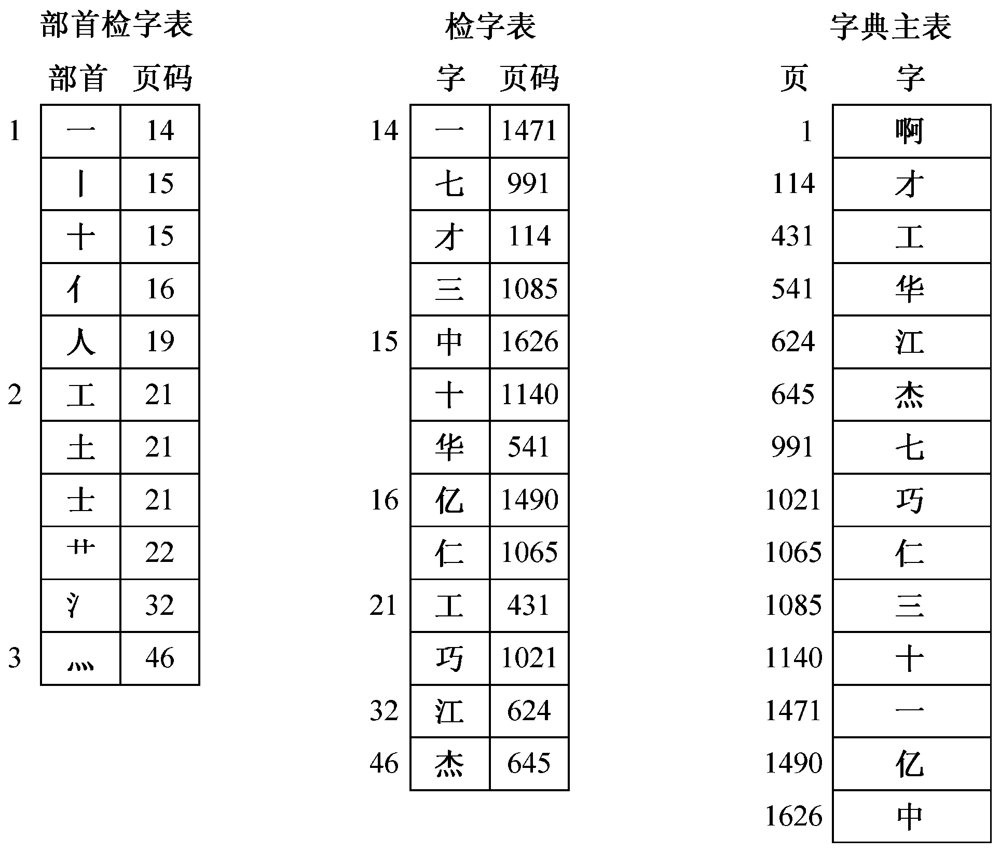 部首检字表 检字表 字典主表
部首 页码 字 页码 页 字
1 一 14 14 一 1471 1 啊
丨 15 七 991 114 才
十 15 才 114 431 工
亻 16 三 1085 541 华
人 19 15 中 1626 624 江
2 工 21 十 1140 645 杰
土 21 华 541 991 七
士 21 16 亿 1490 1021 巧
艹 22 仁 1065 1065 仁
氵 32 21 工 431 1085 三
3 灬 46 巧 1021 1140 十
32 江 624 1471 一
46 杰 645 1490 亿
1626 中